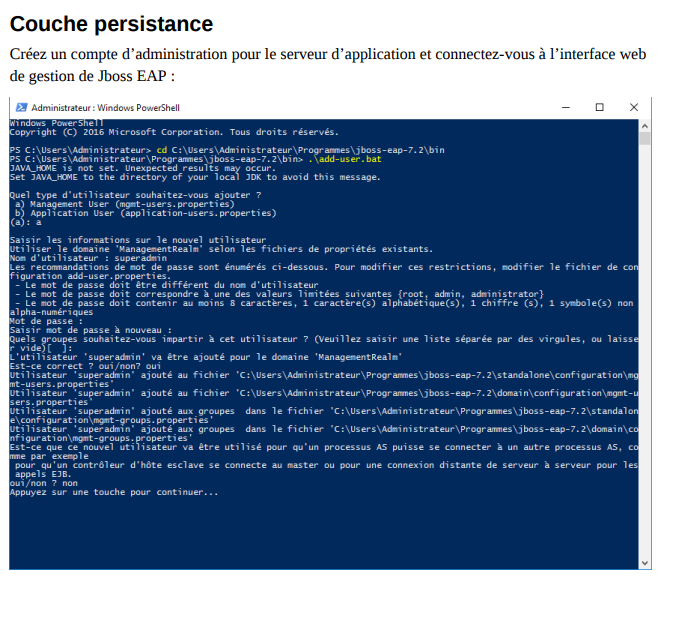 Couche persistance
Créez un compte d’administration pour le serveur d’application et connectez-vous à l’interface web
de gestion de Jboss EAP :
Administrateur : Windows PowerShell
Windows PowerShell
Copyright (C) 2016 Microsoft Corporation. Tous droits réservés.
PS C:\Users\Administrateur> cd C:\Users\Administrateur\Programmes\jboss-eap-7.2\bin
PS C:\Users\Administrateur\Programmes\jboss-eap-7.2\bin> .\add-user.bat
JAVA_HOME is not set. Unexpected results may occur.
Set JAVA_HOME to the directory of your local JDK to avoid this message.
Quel type d'utilisateur souhaitez-vous ajouter ?
a) Management User (mgmt-users.properties)
b) Application User (application-users.properties)
(a): a
Saisir les informations sur le nouvel utilisateur
Utiliser le domaine 'ManagementRealm' selon les fichiers de propriétés existants.
Nom d'utilisateur : superadmin
Les recommandations de mot de passe sont énumérés ci-dessous. Pour modifier ces restrictions, modifier le fichier de con
figuration add-user.properties.
- Le mot de passe doit être différent du nom d'utilisateur
- Le mot de passe doit correspondre à une des valeurs limitées suivantes {root, admin, administrator}
- Le mot de passe doit contenir au moins 8 caractères, 1 caractère(s) alphabétique(s), 1 chiffre (s), 1 symbole(s) non
alpha-numériques
Mot de passe :
Saisir mot de passe à nouveau :
Quels groupes souhaitez-vous impartir à cet utilisateur ? (Veuillez saisir une liste séparée par des virgules, ou laisse
r vide)[  ]:
L'utilisateur 'superadmin' va être ajouté pour le domaine 'ManagementRealm'
Est-ce correct ? oui/non? oui
Utilisateur 'superadmin' ajouté au fichier 'C:\Users\Administrateur\Programmes\jboss-eap-7.2\standalone\configuration\mg
mt-users.properties'
Utilisateur 'superadmin' ajouté au fichier 'C:\Users\Administrateur\Programmes\jboss-eap-7.2\domain\configuration\mgmt-u
sers.properties'
Utilisateur 'superadmin' ajouté aux groupes  dans le fichier 'C:\Users\Administrateur\Programmes\jboss-eap-7.2\standalon
e\configuration\mgmt-groups.properties'
Utilisateur 'superadmin' ajouté aux groupes  dans le fichier 'C:\Users\Administrateur\Programmes\jboss-eap-7.2\domain\co
nfiguration\mgmt-groups.properties'
Est-ce que ce nouvel utilisateur va être utilisé pour qu'un processus AS puisse se connecter à un autre processus AS, co
mme par exemple
pour qu'un contrôleur d'hôte esclave se connecte au master ou pour une connexion distante de serveur à serveur pour les
appels EJB.
oui/non ? non
Appuyez sur une touche pour continuer...